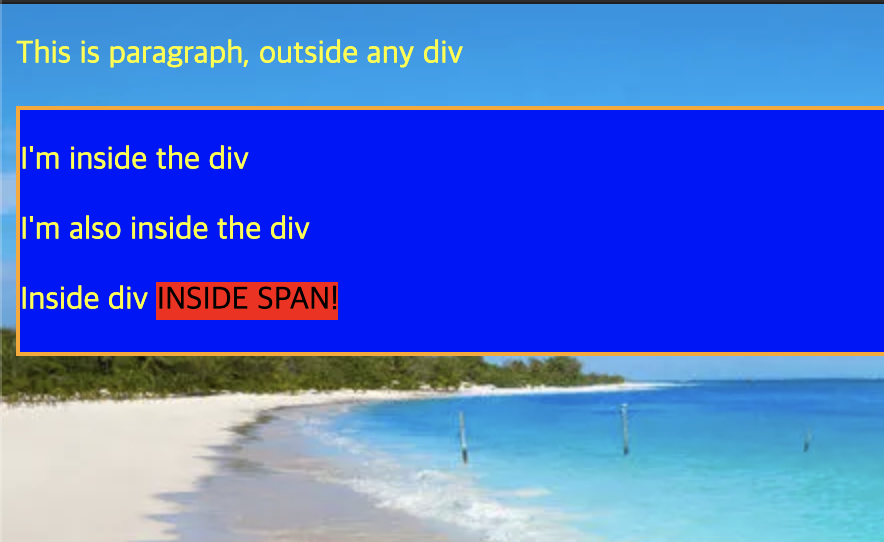 This is paragraph, outside any div
I'm inside the div
I'm also inside the div
Inside div INSIDE SPAN!